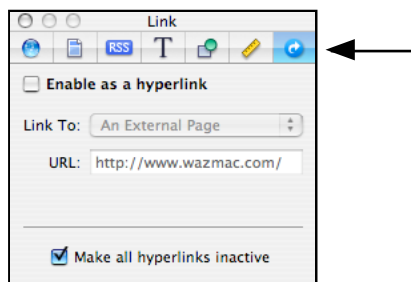 Link
RSS T
Enable as a hyperlink
Link To: An External Page
URL: http://www.wazmac.com/
Make all hyperlinks inactive